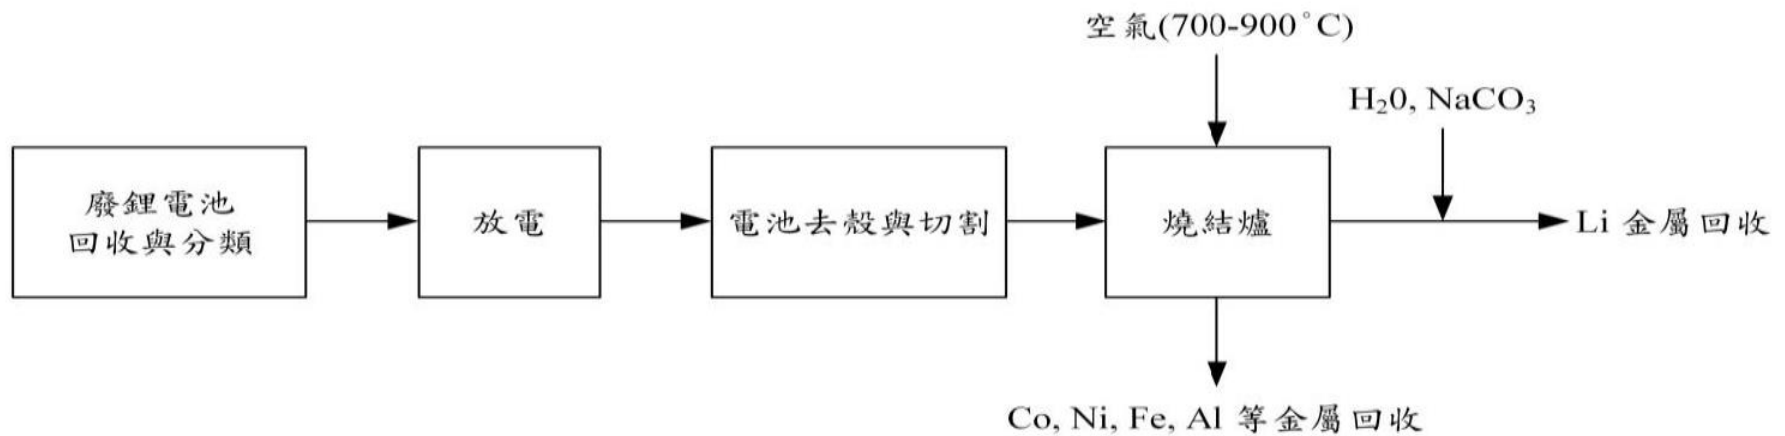 空氣(700-900°C)
H₂0, NaCO₃
廢鋰電池
回收與分類
放電
電池去殼與切割
燒結爐
Li 金屬回收
Co, Ni, Fe, Al 等金屬回收